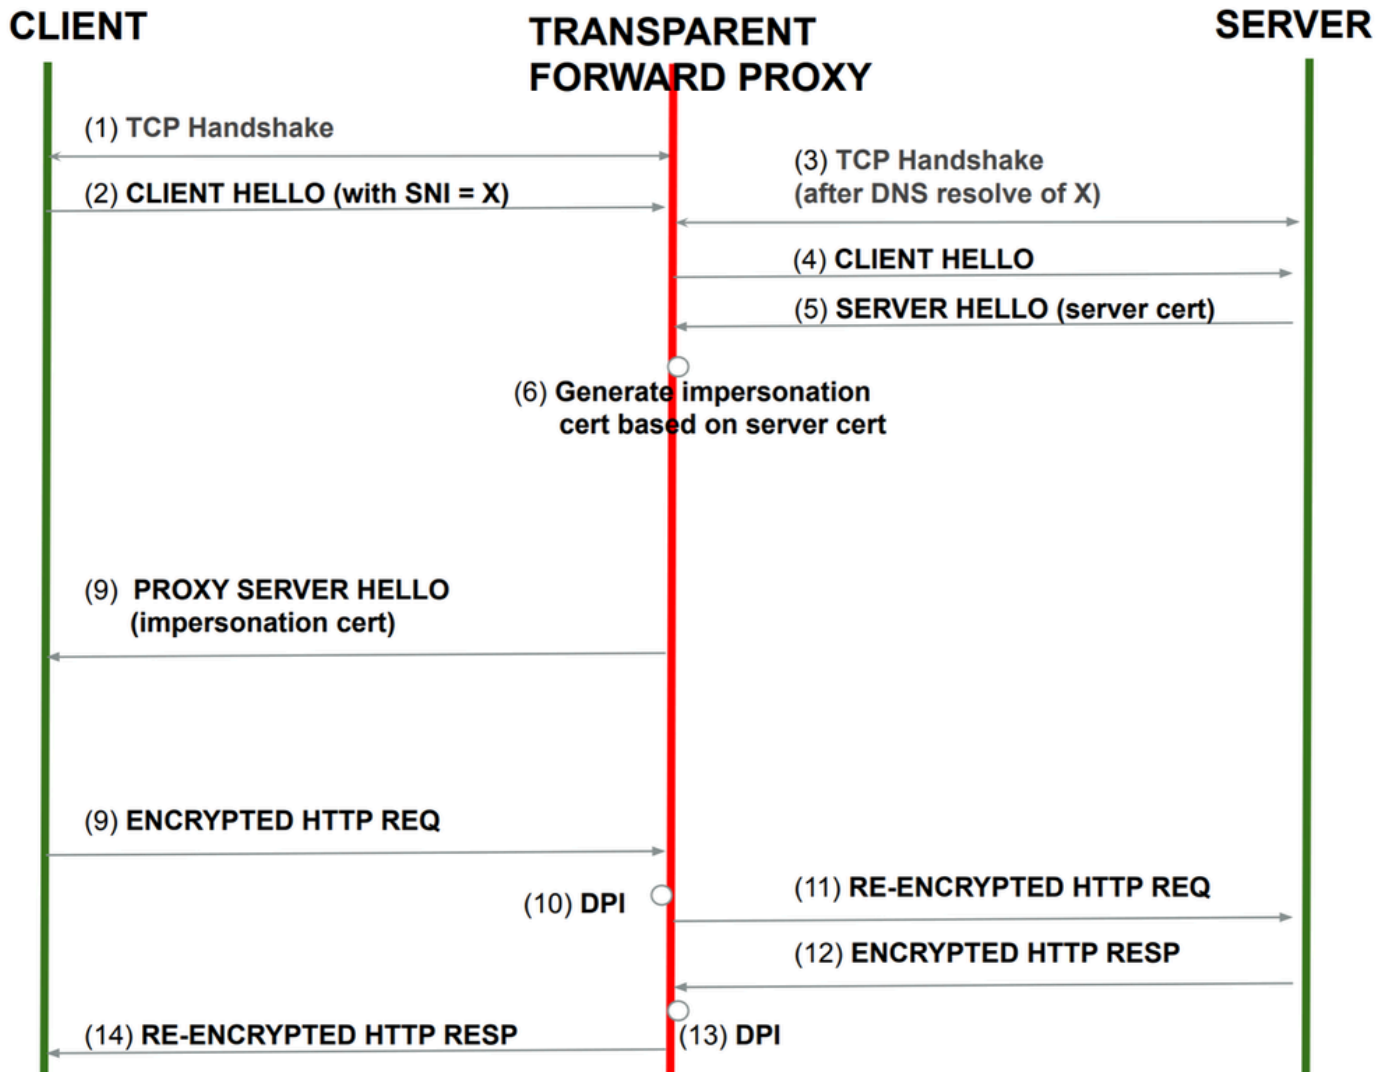 CLIENT
TRANSPARENT
FORWARD PROXY
SERVER
(1) TCP Handshake
(3) TCP Handshake
(after DNS resolve of X)
(2) CLIENT HELLO (with SNI = X)
(4) CLIENT HELLO
(5) SERVER HELLO (server cert)
(6) Generate impersonation
cert based on server cert
(9) PROXY SERVER HELLO
(impersonation cert)
(9) ENCRYPTED HTTP REQ
(10) DPI
(11) RE-ENCRYPTED HTTP REQ
(12) ENCRYPTED HTTP RESP
(14) RE-ENCRYPTED HTTP RESP
(13) DPI